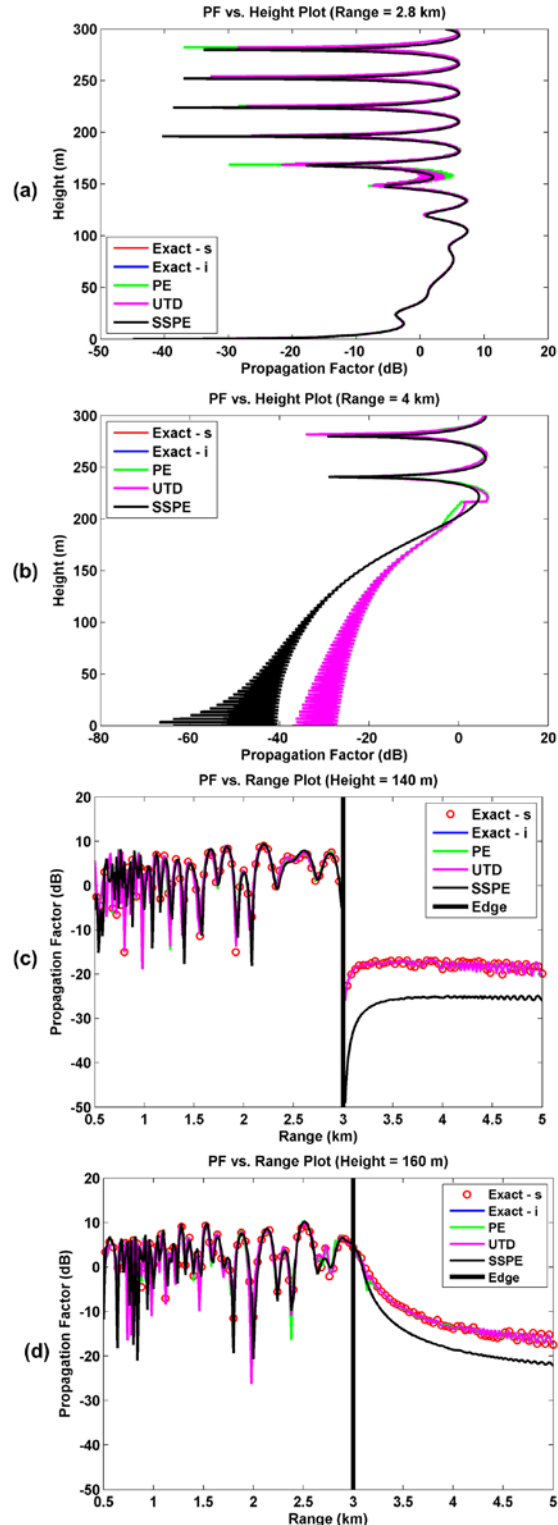 PF vs. Height Plot (Range = 2.8 km)
300
250
200
150
100
50
0
Height (m)
(a)
Exact - s
Exact - i
PE
UTD
SSPE
-50 -40 -30 -20 -10 0 10 20
Propagation Factor (dB)
PF vs. Height Plot (Range = 4 km)
300
250
200
150
100
50
0
Height (m)
(b)
Exact - s
Exact - i
PE
UTD
SSPE
-80 -60 -40 -20 0 20
Propagation Factor (dB)
PF vs. Range Plot (Height = 140 m)
20
10
0
-10
-20
-30
-40
-50
Propagation Factor (dB)
(c)
Exact - s
Exact - i
PE
UTD
SSPE
Edge
0.5 1 1.5 2 2.5 3 3.5 4 4.5 5
Range (km)
PF vs. Range Plot (Height = 160 m)
20
10
0
-10
-20
-30
-40
-50
Propagation Factor (dB)
(d)
Exact - s
Exact - i
PE
UTD
SSPE
Edge
0.5 1 1.5 2 2.5 3 3.5 4 4.5 5
Range (km)